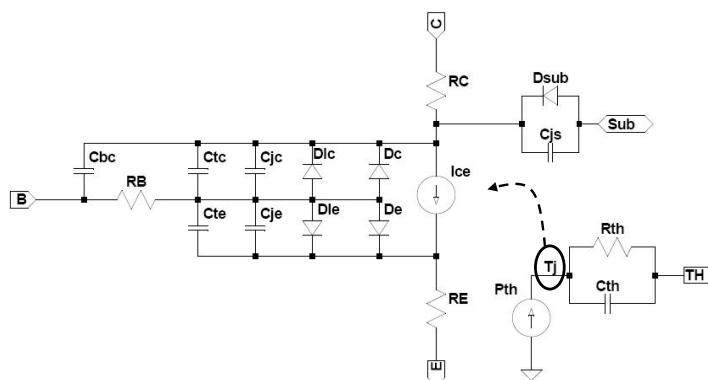 C
RC
Dsub
Sub
Cjs
Cbc
Ctc
Cjc
Dlc
Dc
Ice
B
RB
Cte
Cje
Dle
De
Rth
Tj
TH
Pth
Cth
RE
E